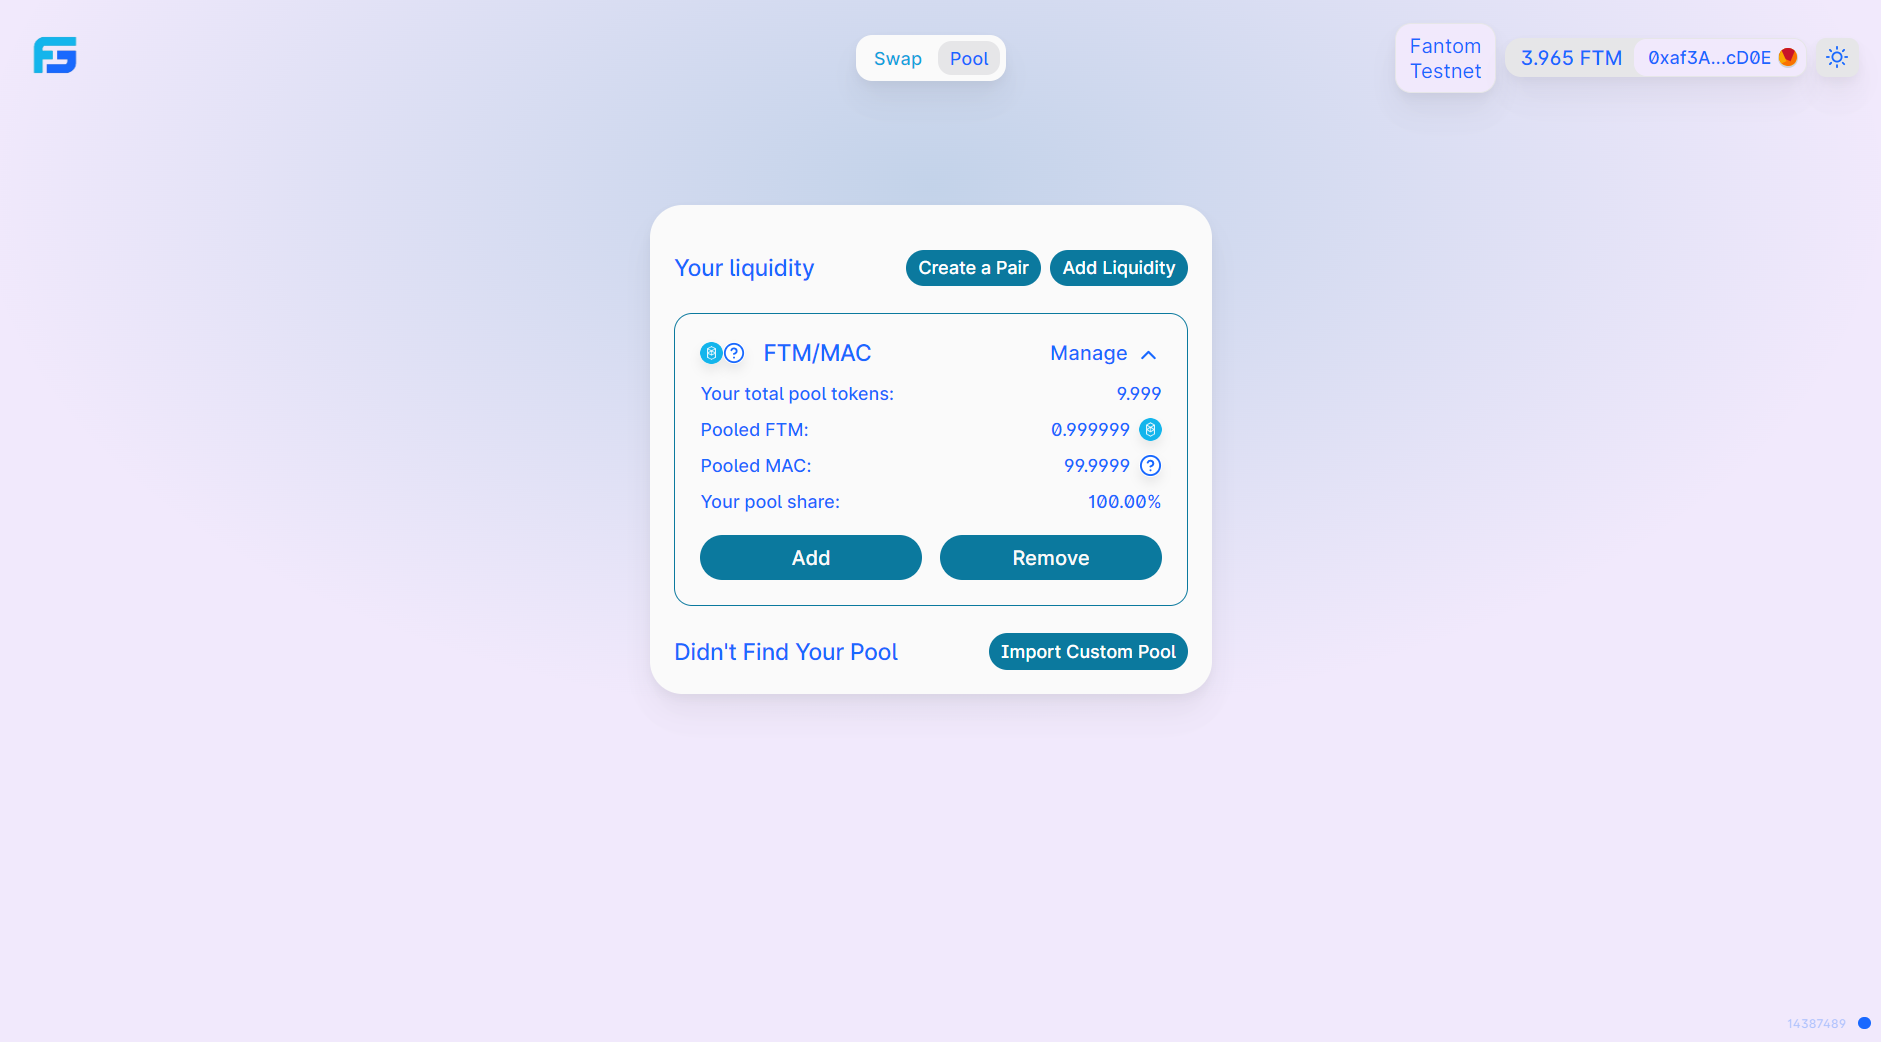 Swap
Pool
Fantom
Testnet
3.965 FTM
0xaf3A...cD0E
Your liquidity
Create a Pair
Add Liquidity
FTM/MAC
Manage
Your total pool tokens:
9.999
Pooled FTM:
0.999999
Pooled MAC:
99.9999
Your pool share:
100.00%
Add
Remove
Didn't Find Your Pool
Import Custom Pool
14387489